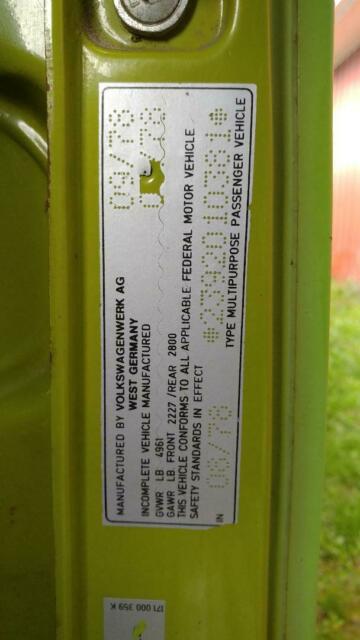 MANUFACTURED BY VOLKSWAGENWERK AG
WEST GERMANY
INCOMPLETE VEHICLE MANUFACTURED
GVWR LB 4961
GAWR LB. FRONT 2227 / REAR 2800
THIS VEHICLE CONFORMS TO ALL APPLICABLE FEDERAL MOTOR VEHICLE
SAFETY STANDARDS IN EFFECT *2392010381*
IN 08/78 TYPE MULTIPURPOSE PASSENGER VEHICLE
171 000 359 K